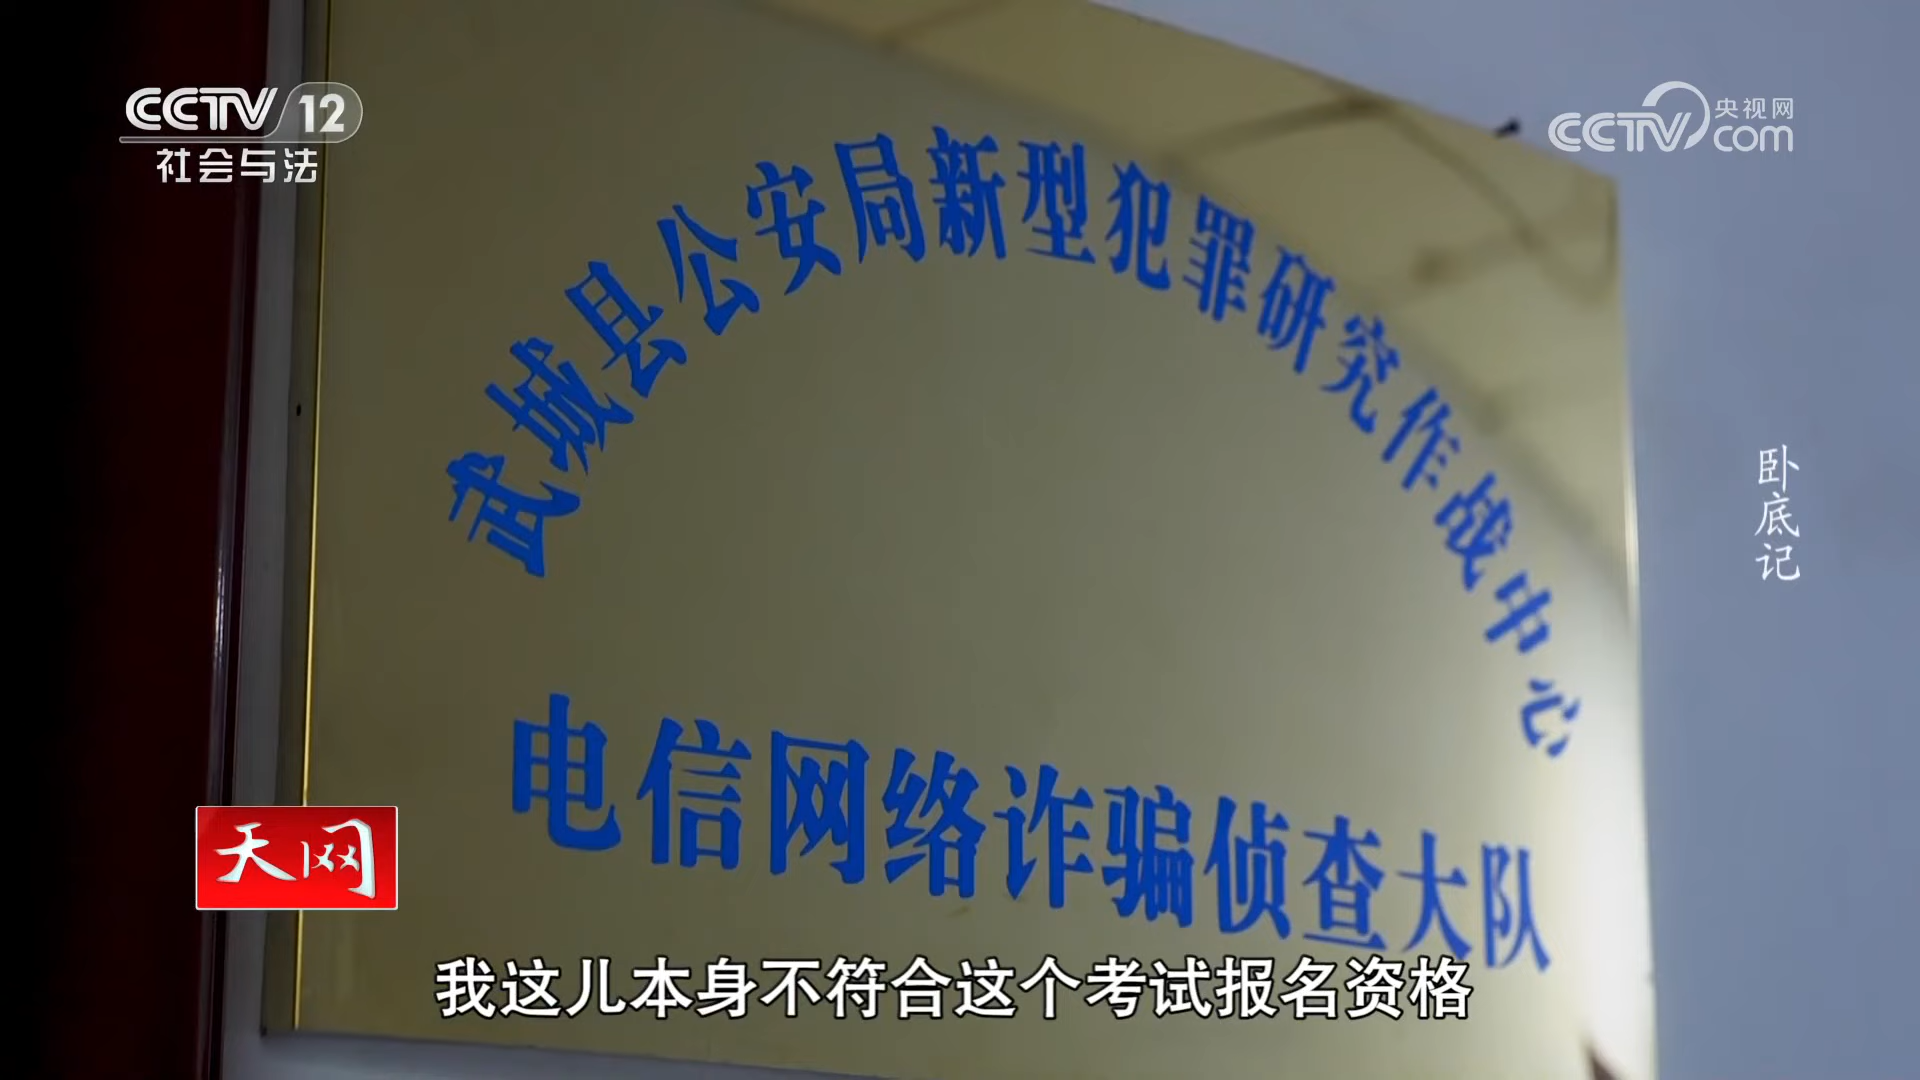 CCTV 12
社会与法
央视网
CCTV.com
武城县公安局新型犯罪研究作战中心
卧底记
电信网络诈骗侦查大队
天网
我这儿本身不符合这个考试报名资格